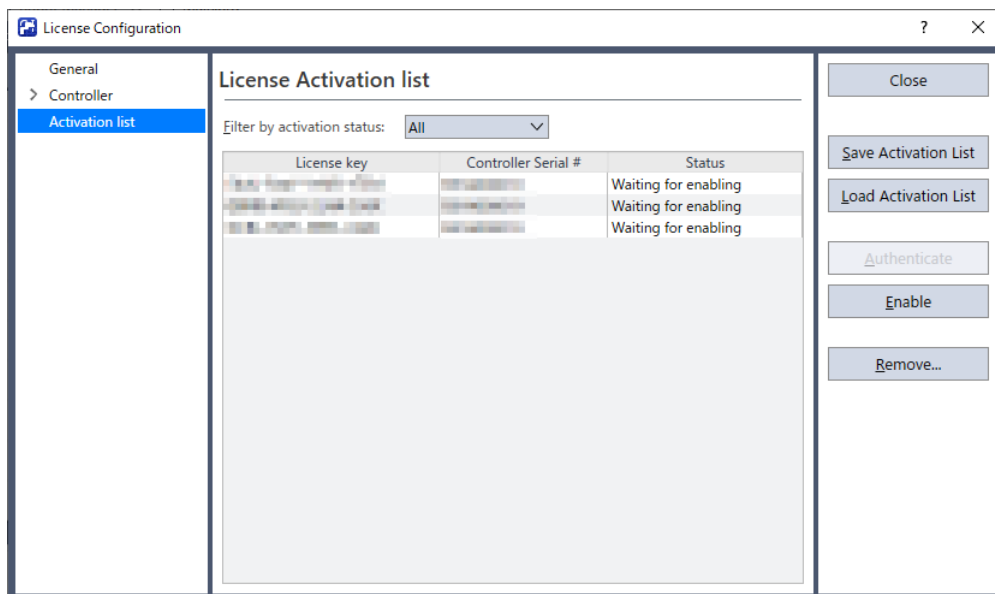 License Configuration
?
General
Controller
Activation list
License Activation list
Filter by activation status: All
License key Controller Serial # Status
Waiting for enabling
Waiting for enabling
Waiting for enabling
Close
Save Activation List
Load Activation List
Authenticate
Enable
Remove...